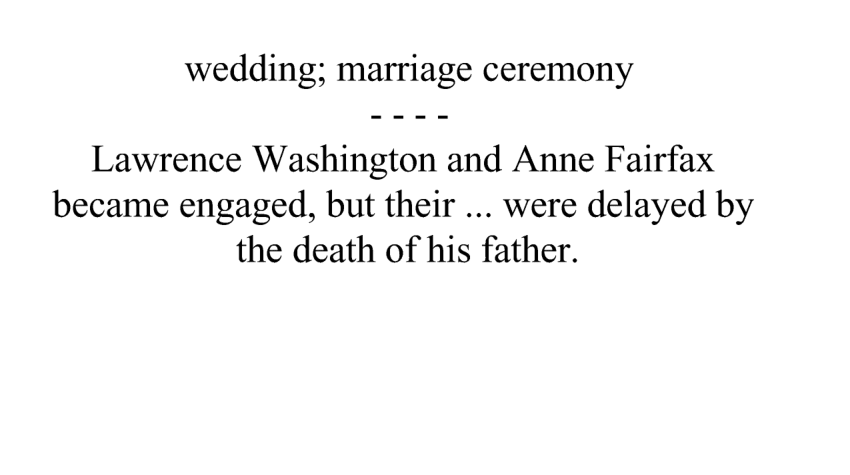 wedding; marriage ceremony
- - - -
Lawrence Washington and Anne Fairfax
became engaged, but their ... were delayed by
the death of his father.